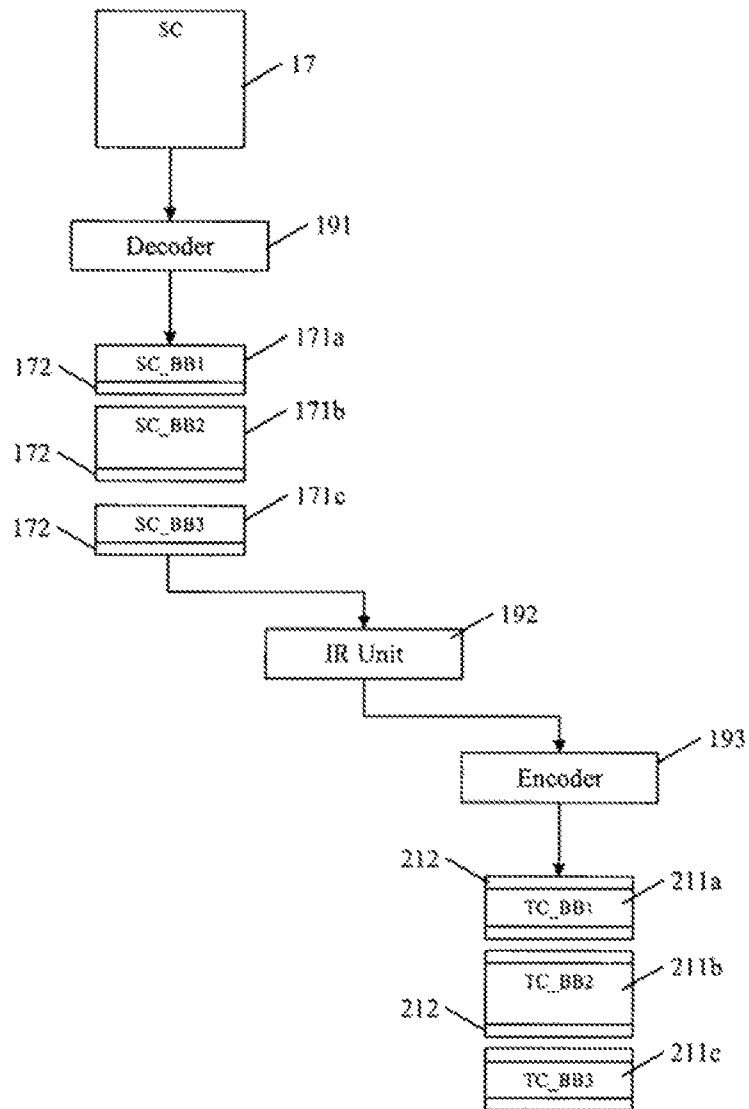 SC
17
Decoder
191
SC_BB1
171a
172
SC_BB2
171b
172
SC_BB3
171c
172
IR Unit
192
Encoder
193
212
TC_BB1
211a
TC_BB2
211b
212
TC_BB3
211c